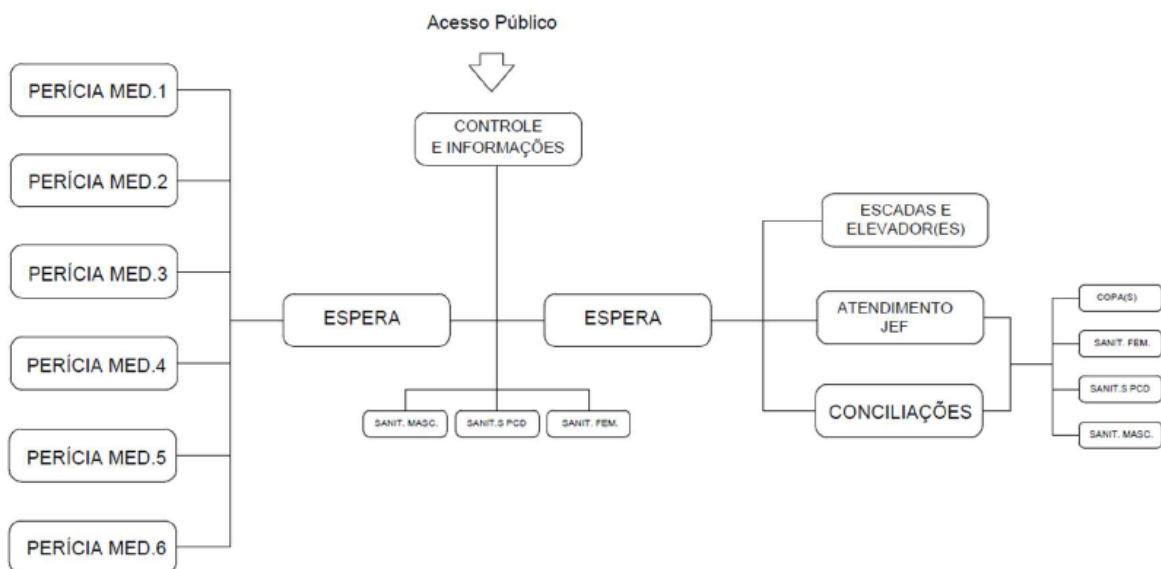 Acesso Público
CONTROLE
E INFORMAÇÕES
PERÍCIA MED.1
PERÍCIA MED.2
PERÍCIA MED.3
PERÍCIA MED.4
PERÍCIA MED.5
PERÍCIA MED.6
ESPERA
ESPERA
SANIT. MASC.
SANIT.S PCD
SANIT. FEM.
ESCADAS E
ELEVADOR(ES)
ATENDIMENTO
JEF
CONCILIAÇÕES
COPA(S)
SANIT. FEM.
SANIT.S PCD
SANIT. MASC.